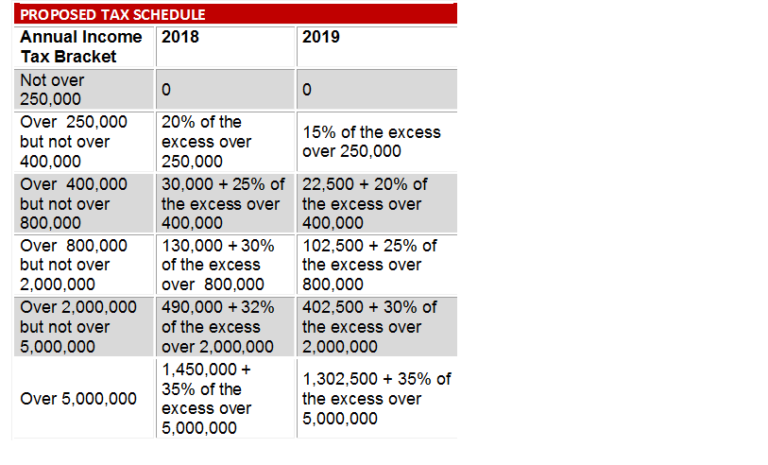 PROPOSED TAX SCHEDULE
Annual Income 2018 2019
Tax Bracket
Not over
250,000
0
0
Over 250,000
but not over
400,000
20% of the
excess over
250,000
15% of the excess
over 250,000
Over 400,000
but not over
800,000
30,000 + 25% of
the excess over
400,000
22,500 + 20% of
the excess over
400,000
Over 800,000
but not over
2,000,000
130,000 + 30%
of the excess
over 800,000
102,500 + 25% of
the excess over
800,000
Over 2,000,000
but not over
5,000,000
490,000 + 32%
of the excess
over 2,000,000
402,500 + 30% of
the excess over
2,000,000
Over 5,000,000
1,450,000 +
35% of the
excess over
5,000,000
1,302,500 + 35% of
the excess over
5,000,000